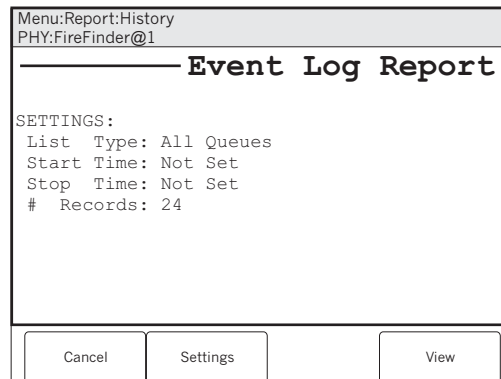 Menu:Report:History
PHY:FireFinder@1
Event Log Report
SETTINGS:
List Type: All Queues
Start Time: Not Set
Stop Time: Not Set
# Records: 24
Cancel Settings View